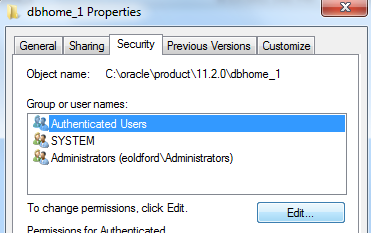 dbhome_1 Properties
General Sharing Security Previous Versions Customize
Object name: C:\oracle\product\11.2.0\dbhome_1
Group or user names:
Authenticated Users
SYSTEM
Administrators (eoldford\Administrators)
To change permissions, click Edit.
Edit...
Permissions for Authenticated